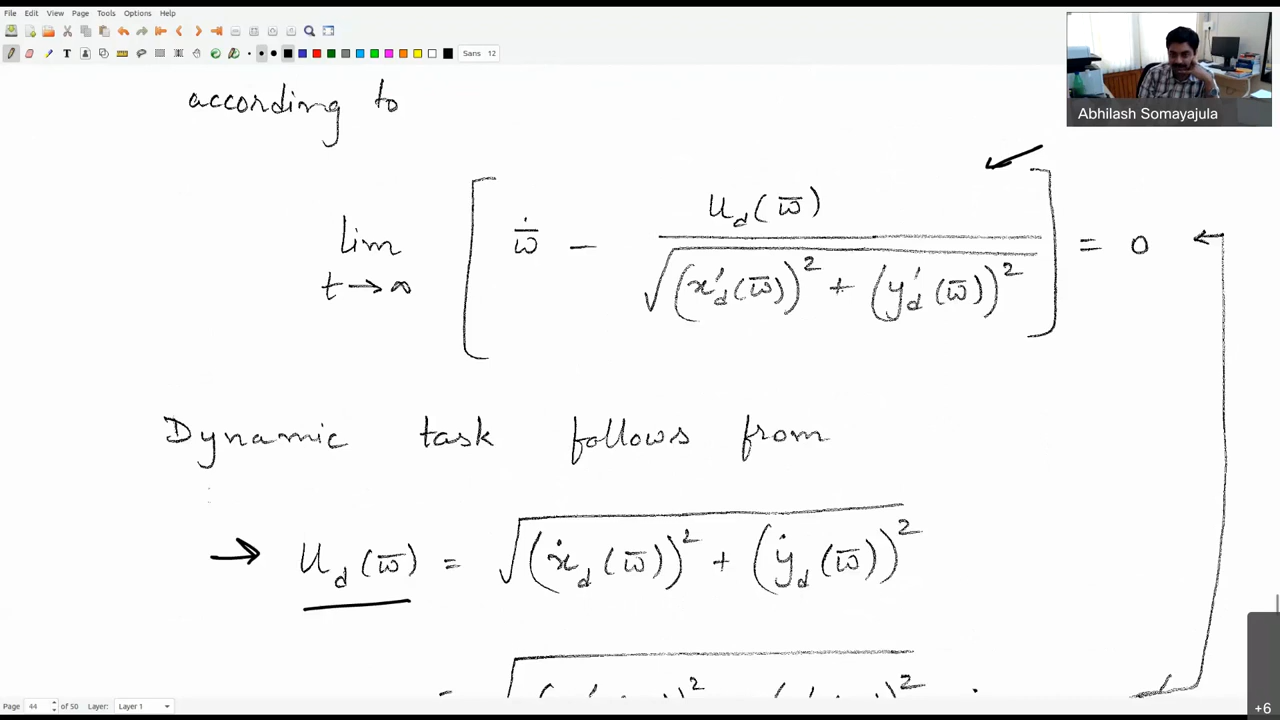 File Edit View Page Tools Options Help
Sans 12
Abhilash Somayajula
according to
lim t→∞ [ ω̇̄ − U_d(ω̄) / √((x'_d(ω̄))² + (y'_d(ω̄))²) ] = 0
Dynamic task follows from
→ U_d(ω̄) = √((ẋ_d(ω̄))² + (ẏ_d(ω̄))²)
Page 44 of 50 Layer: Layer 1
+6